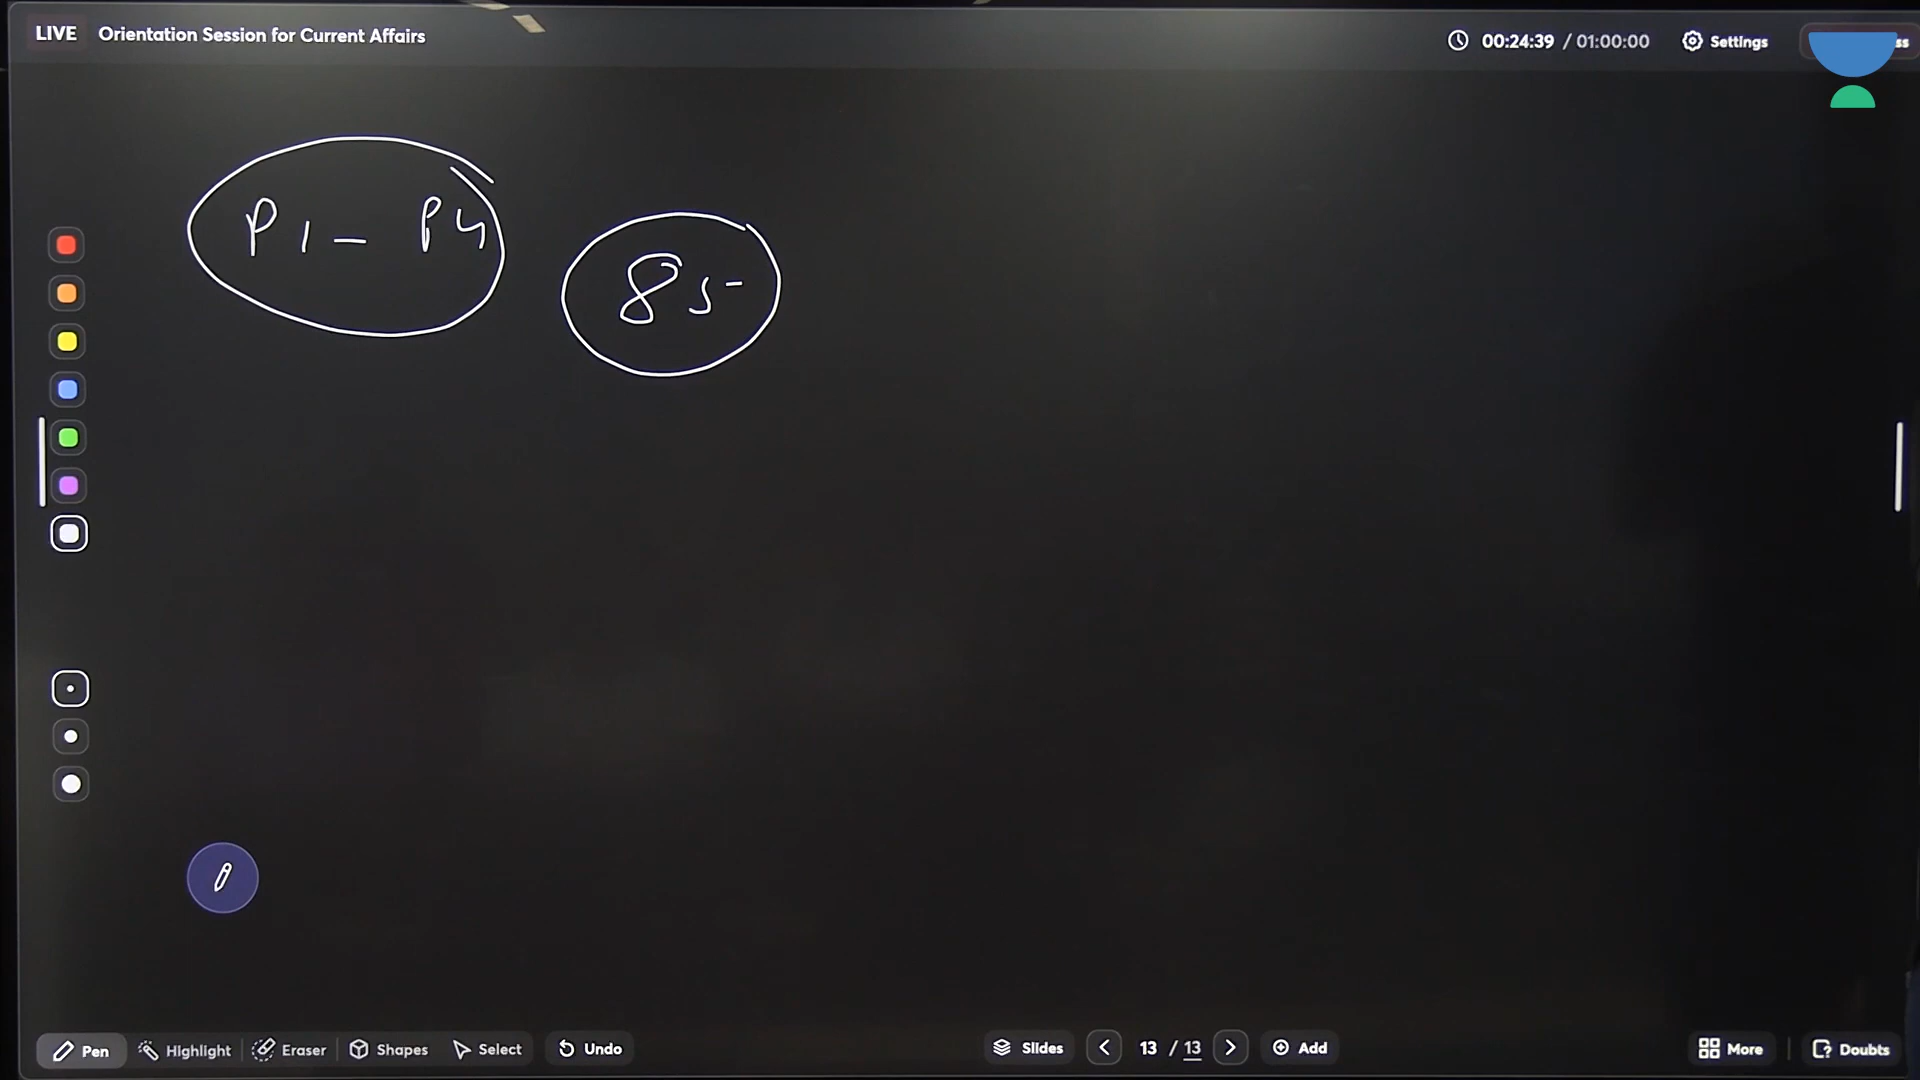 LIVE Orientation Session for Current Affairs 00:24:39 / 01:00:00 Settings ss
P1 - P4
85
Pen Highlight Eraser Shapes Select Undo Slides 13 / 13 Add More Doubts